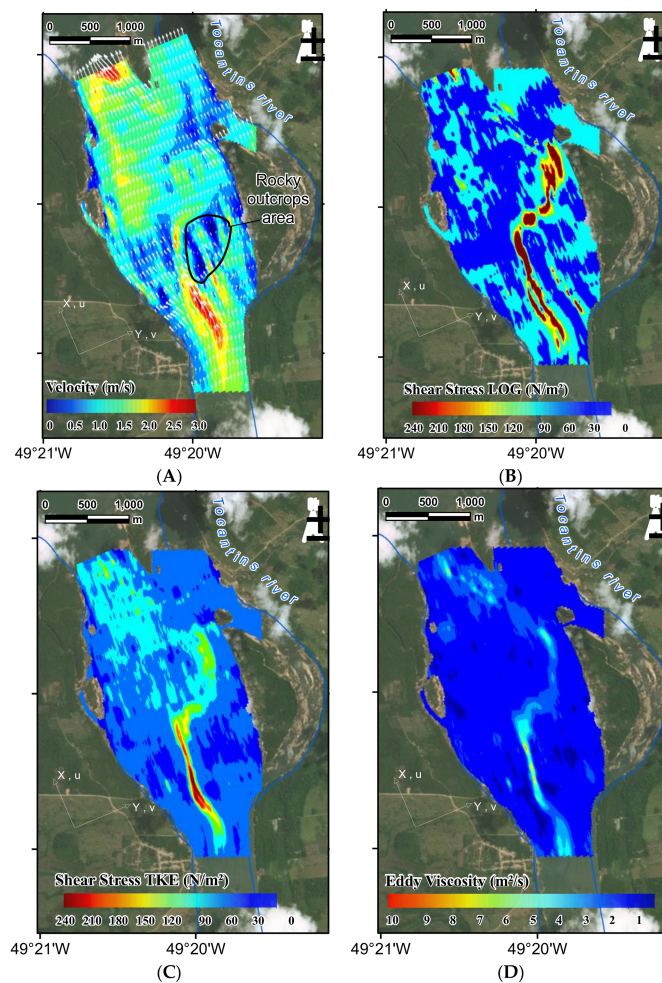 0 500 1,000
m
Tocantins river
Rocky
outcrops
area
X , u
Y , v
Velocity (m/s)
0 0.5 1.0 1.5 2.0 2.5 3.0
49°21'W 49°20'W
(A)
0 500 1,000
m
Tocantins river
X , u
Y , v
Shear Stress LOG (N/m²)
240 210 180 150 120 90 60 30 0
49°21'W 49°20'W
(B)
0 500 1,000
m
Tocantins river
X , u
Y , v
Shear Stress TKE (N/m²)
240 210 180 150 120 90 60 30 0
49°21'W 49°20'W
(C)
0 500 1,000
m
Tocantins river
X , u
Y , v
Eddy Viscosity (m²/s)
10 9 8 7 6 5 4 3 2 1
49°21'W 49°20'W
(D)